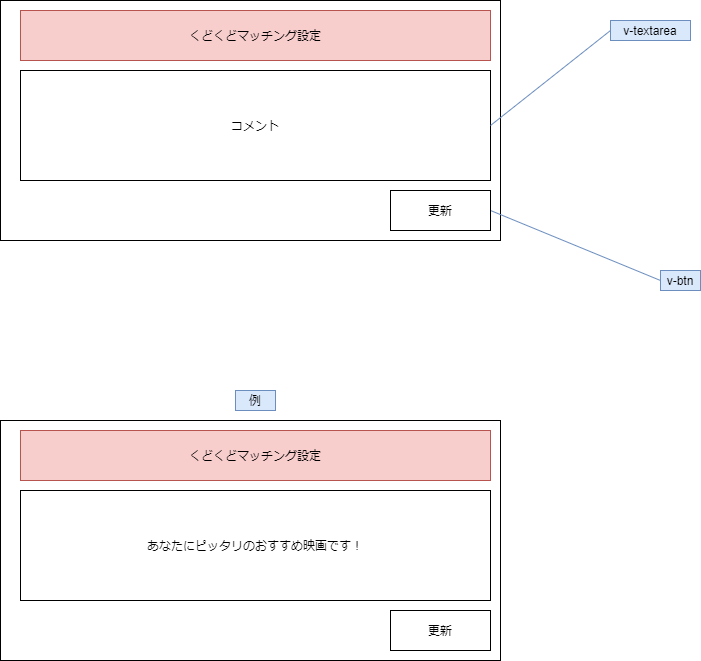 くどくどマッチング設定
v-textarea
コメント
更新
v-btn
例
くどくどマッチング設定
あなたにピッタリのおすすめ映画です！
更新